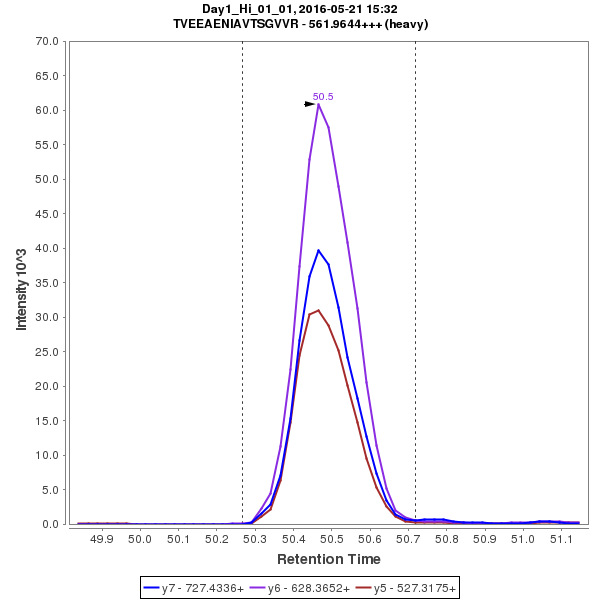 Day1_Hi_01_01, 2016-05-21 15:32
TVEEAENIAVTSGVVR - 561.9644+++ (heavy)
Intensity 10^3
70.0
65.0
60.0
55.0
50.0
45.0
40.0
35.0
30.0
25.0
20.0
15.0
10.0
5.0
0.0
50.5
49.9 50.0 50.1 50.2 50.3 50.4 50.5 50.6 50.7 50.8 50.9 51.0 51.1
Retention Time
y7 - 727.4336+ y6 - 628.3652+ y5 - 527.3175+